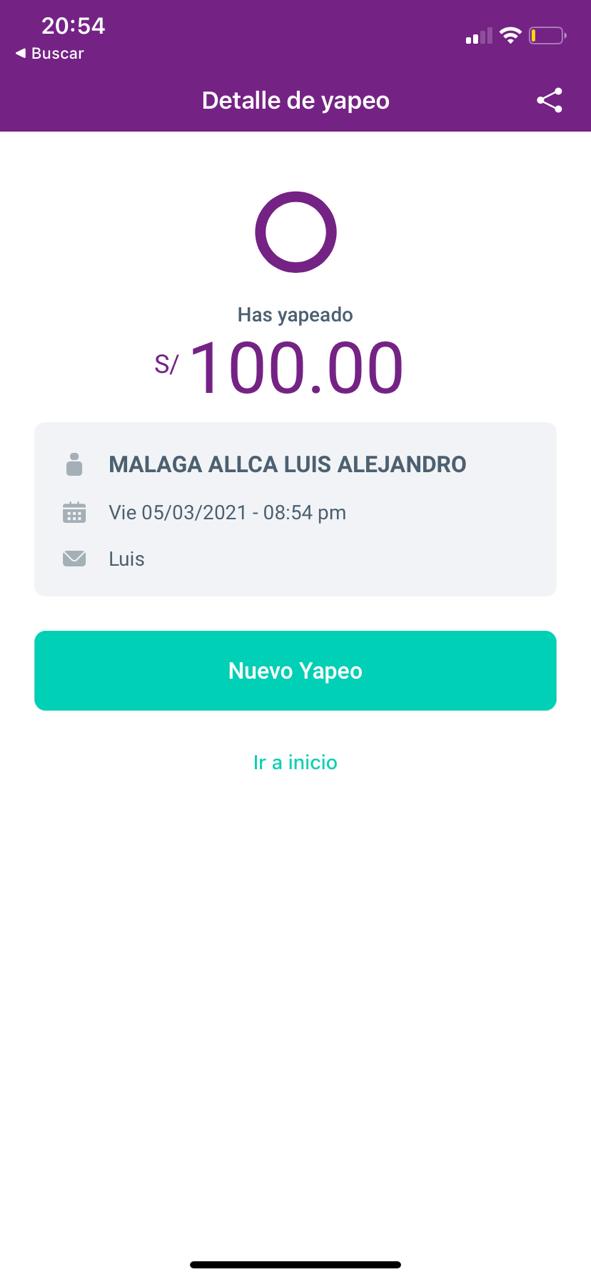 20:54
◀ Buscar
Detalle de yapeo
Has yapeado
S/ 100.00
MALAGA ALLCA LUIS ALEJANDRO
Vie 05/03/2021 - 08:54 pm
Luis
Nuevo Yapeo
Ir a inicio